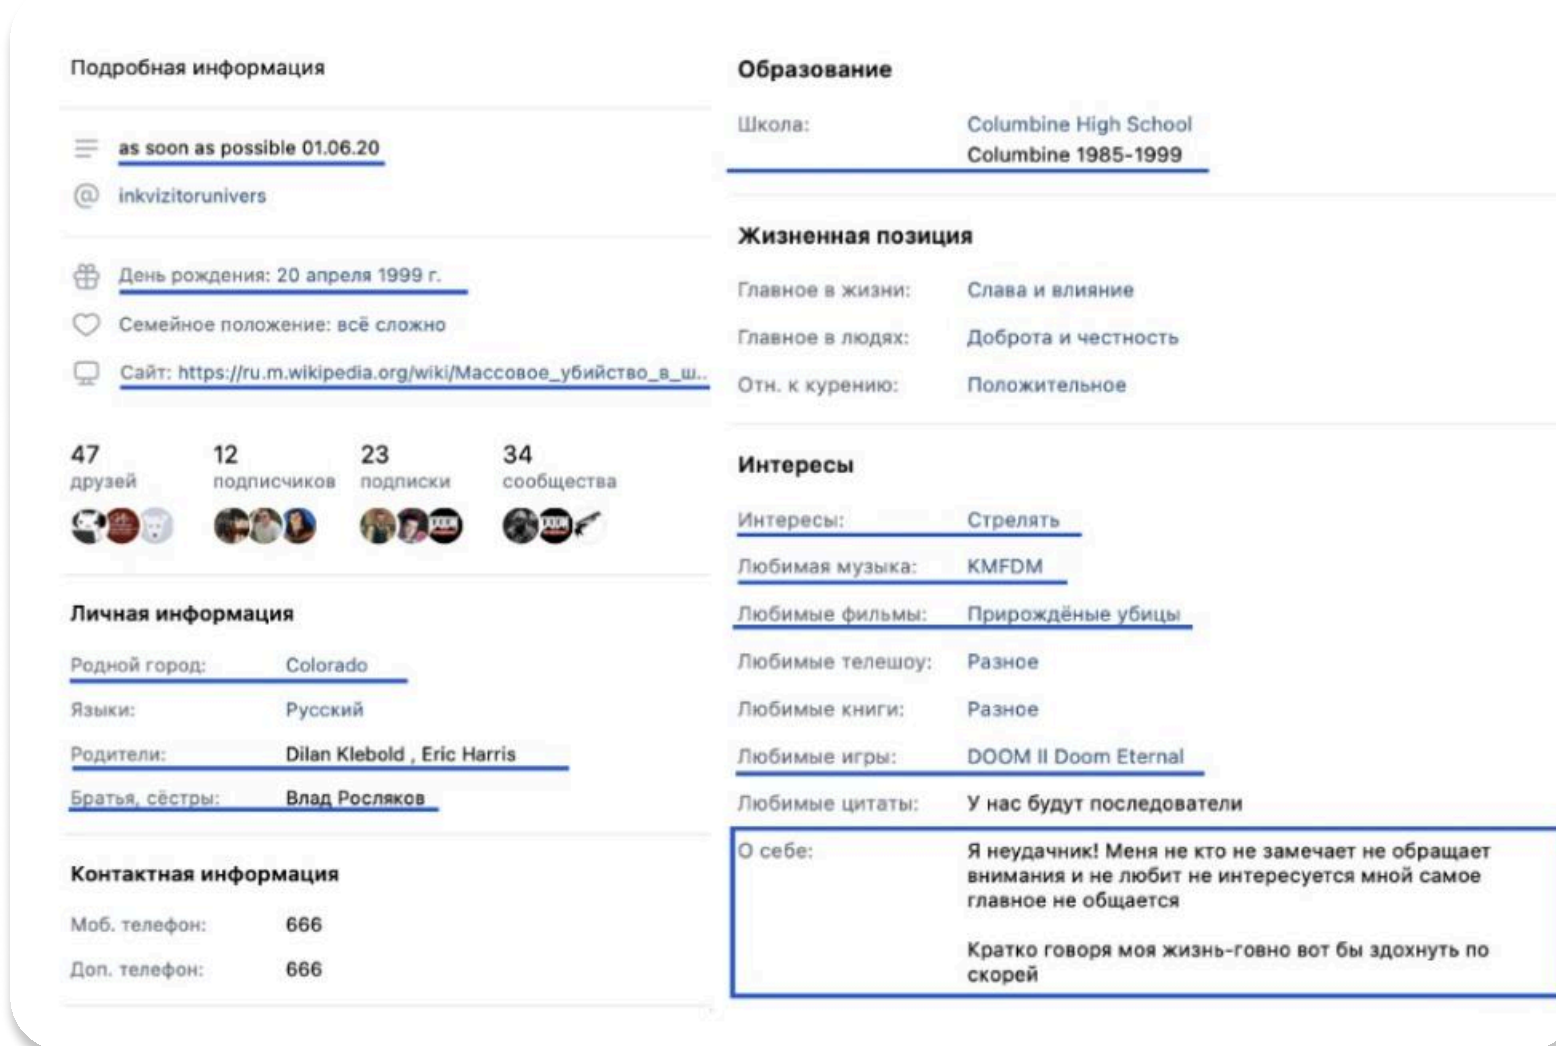 Подробная информация
as soon as possible 01.06.20
inkvizitorunivers
День рождения: 20 апреля 1999 г.
Семейное положение: всё сложно
Сайт: https://ru.m.wikipedia.org/wiki/Массовое_убийство_в_ш..
47 12 23 34
друзей подписчиков подписки сообщества
Личная информация
Родной город: Colorado
Языки: Русский
Родители: Dilan Klebold , Eric Harris
Братья, сёстры: Влад Росляков
Контактная информация
Моб. телефон: 666
Доп. телефон: 666
Образование
Школа: Columbine High School
Columbine 1985-1999
Жизненная позиция
Главное в жизни: Слава и влияние
Главное в людях: Доброта и честность
Отн. к курению: Положительное
Интересы
Интересы: Стрелять
Любимая музыка: KMFDM
Любимые фильмы: Прирождёные убицы
Любимые телешоу: Разное
Любимые книги: Разное
Любимые игры: DOOM II Doom Eternal
Любимые цитаты: У нас будут последователи
О себе: Я неудачник! Меня не кто не замечает не обращает
внимания и не любит не интересуется мной самое
главное не общается
Кратко говоря моя жизнь-говно вот бы здохнуть по
скорей